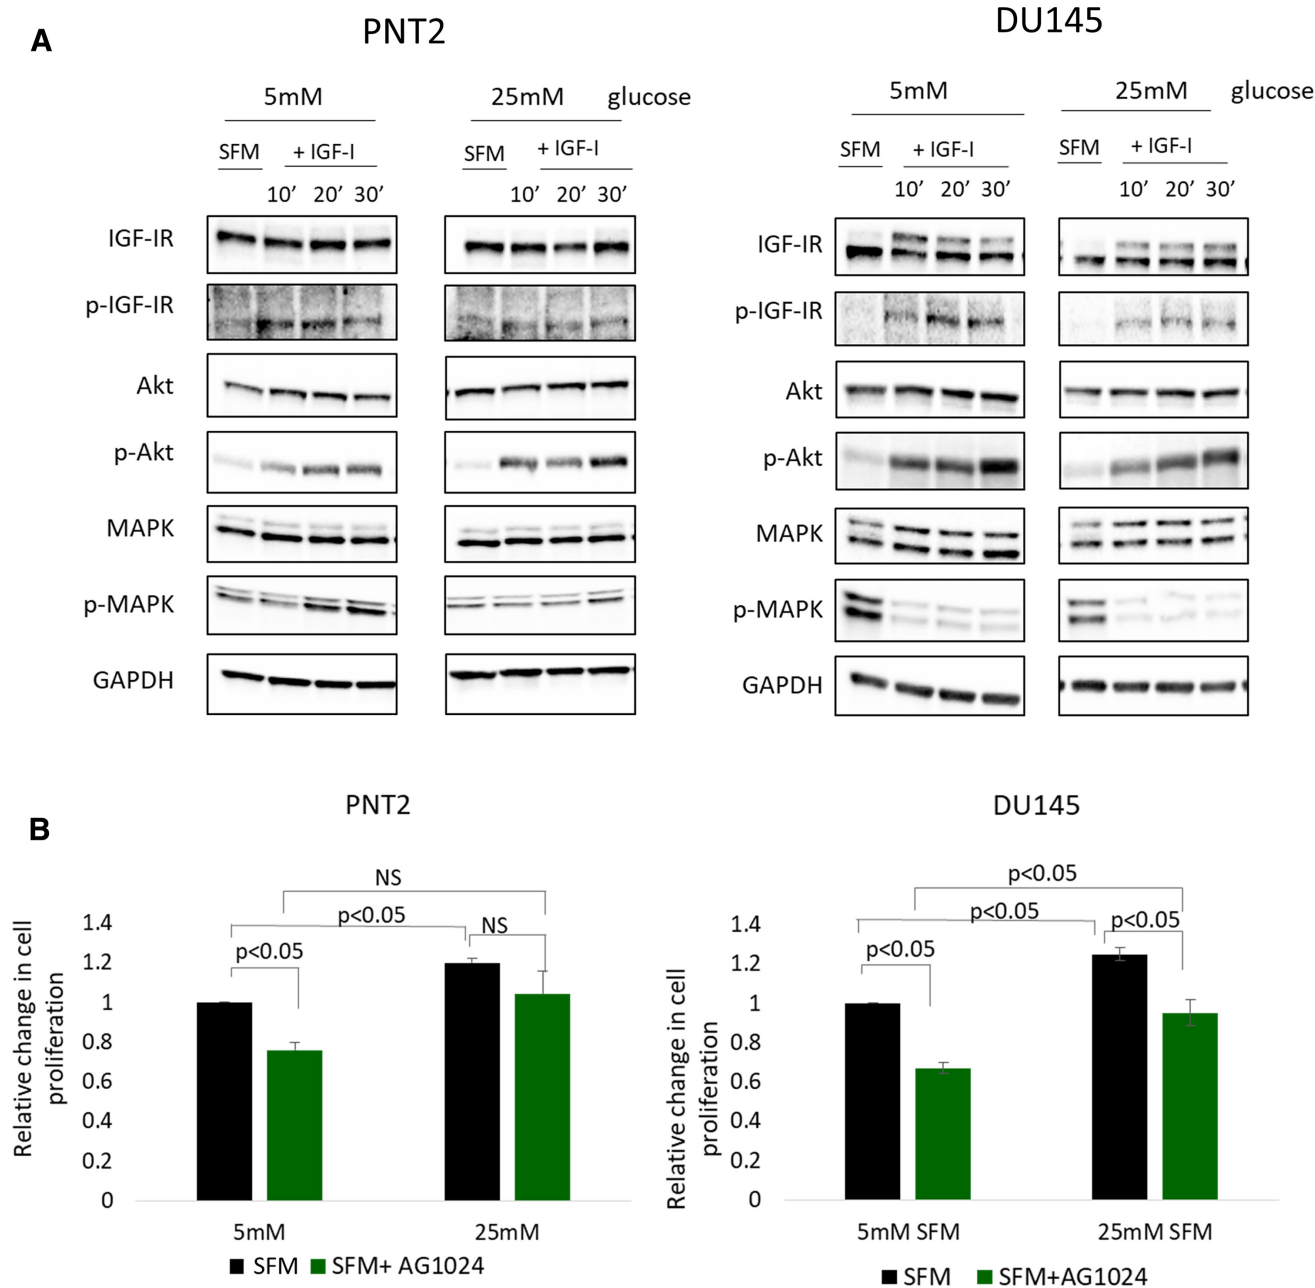 A
PNT2
DU145
5mM
25mM glucose
5mM
25mM glucose
SFM + IGF-I
SFM + IGF-I
SFM + IGF-I
SFM + IGF-I
10’ 20’ 30’
10’ 20’ 30’
10’ 20’ 30’
10’ 20’ 30’
IGF-IR
p-IGF-IR
Akt
p-Akt
MAPK
p-MAPK
GAPDH
IGF-IR
p-IGF-IR
Akt
p-Akt
MAPK
p-MAPK
GAPDH
B
PNT2
NS
p<0.05
NS
p<0.05
Relative change in cell
proliferation
1.4
1.2
1
0.8
0.6
0.4
0.2
0
5mM
25mM
SFM SFM+ AG1024
DU145
p<0.05
p<0.05
p<0.05
p<0.05
Relative change in cell
proliferation
1.4
1.2
1
0.8
0.6
0.4
0.2
0
5mM SFM
25mM SFM
SFM SFM+AG1024